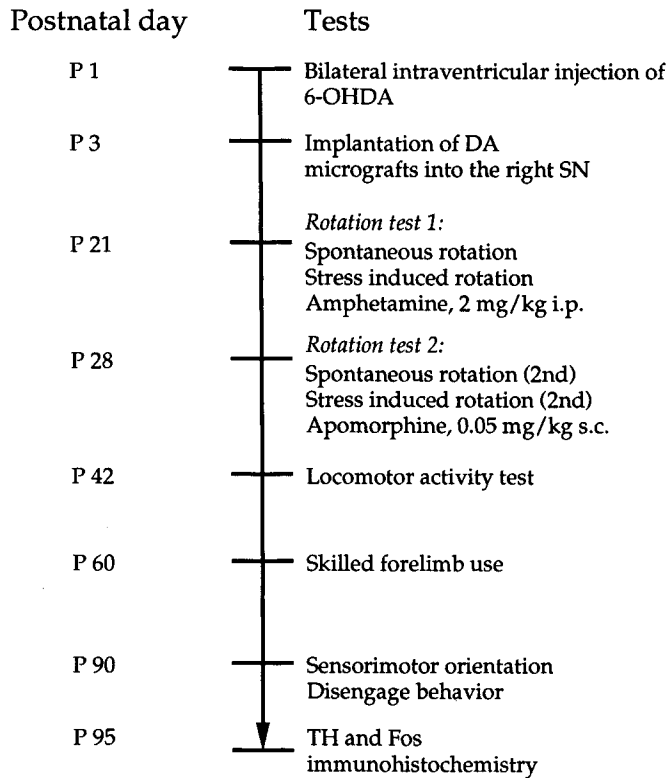 Postnatal day Tests
P 1 Bilateral intraventricular injection of
6-OHDA
P 3 Implantation of DA
micrografts into the right SN
Rotation test 1:
P 21 Spontaneous rotation
Stress induced rotation
Amphetamine, 2 mg/kg i.p.
Rotation test 2:
P 28 Spontaneous rotation (2nd)
Stress induced rotation (2nd)
Apomorphine, 0.05 mg/kg s.c.
P 42 Locomotor activity test
P 60 Skilled forelimb use
P 90 Sensorimotor orientation
Disengage behavior
P 95 TH and Fos
immunohistochemistry